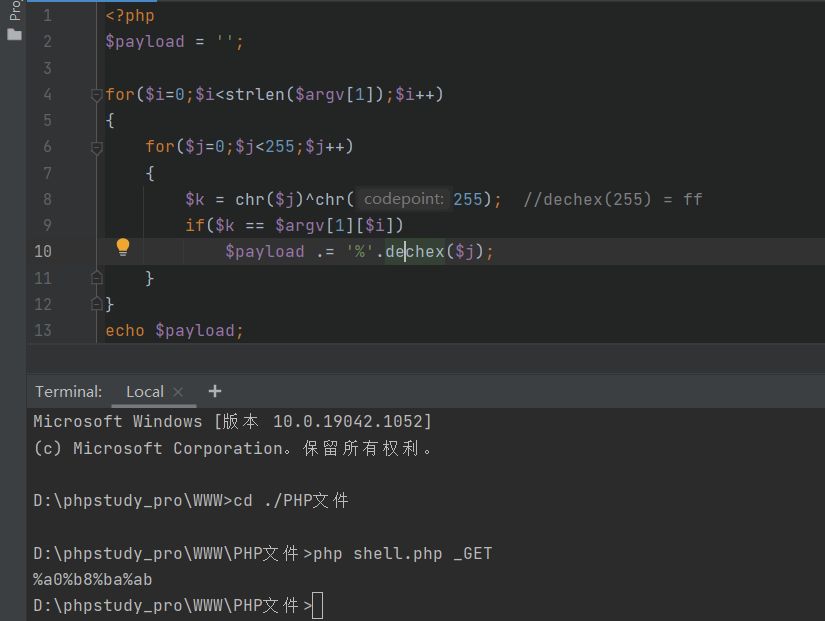 Pro
1 <?php
2 $payload = '';
3
4 for($i=0;$i<strlen($argv[1]);$i++)
5 {
6     for($j=0;$j<255;$j++)
7     {
8         $k = chr($j)^chr( codepoint: 255);  //dechex(255) = ff
9         if($k == $argv[1][$i])
10             $payload .= '%'.dechex($j);
11     }
12 }
13 echo $payload;
Terminal: Local × +
Microsoft Windows [版本 10.0.19042.1052]
(c) Microsoft Corporation。保留所有权利。
D:\phpstudy_pro\WWW>cd ./PHP文件
D:\phpstudy_pro\WWW\PHP文件>php shell.php _GET
%a0%b8%ba%ab
D:\phpstudy_pro\WWW\PHP文件>